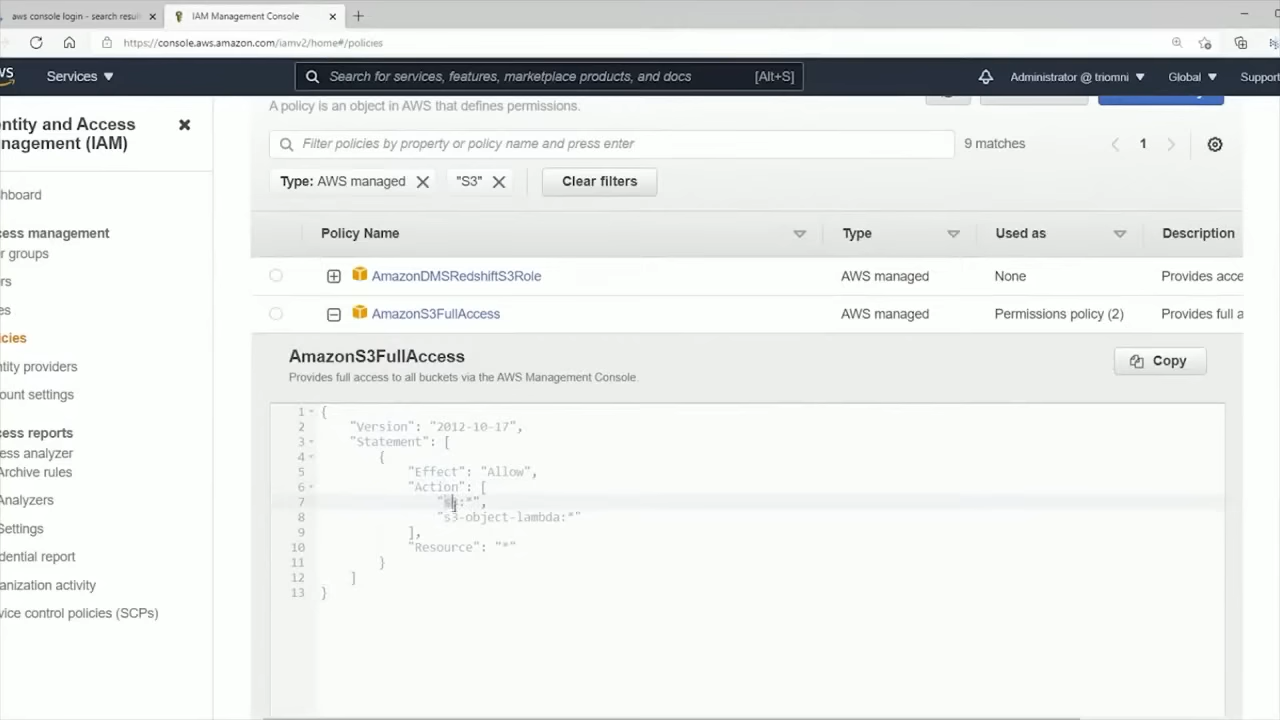 aws console login - search resul
IAM Management Console
https://console.aws.amazon.com/iamv2/home#/policies
Services
Search for services, features, marketplace products, and docs
[Alt+S]
Administrator @ triomni
Global
Support
entity and Access
nagement (IAM)
hboard
cess management
r groups
rs
es
icies
ntity providers
ount settings
cess reports
ess analyzer
Archive rules
Analyzers
Settings
dential report
anization activity
vice control policies (SCPs)
A policy is an object in AWS that defines permissions.
Filter policies by property or policy name and press enter
9 matches
1
Type: AWS managed
"S3"
Clear filters
Policy Name
Type
Used as
Description
AmazonDMSRedshiftS3Role
AWS managed
None
Provides acce
AmazonS3FullAccess
AWS managed
Permissions policy (2)
Provides full a
AmazonS3FullAccess
Provides full access to all buckets via the AWS Management Console.
Copy
1 {
2 "Version": "2012-10-17",
3 "Statement": [
4 {
5 "Effect": "Allow",
6 "Action": [
7 "s3:*",
8 "s3-object-lambda:*"
9 ],
10 "Resource": "*"
11 }
12 ]
13 }